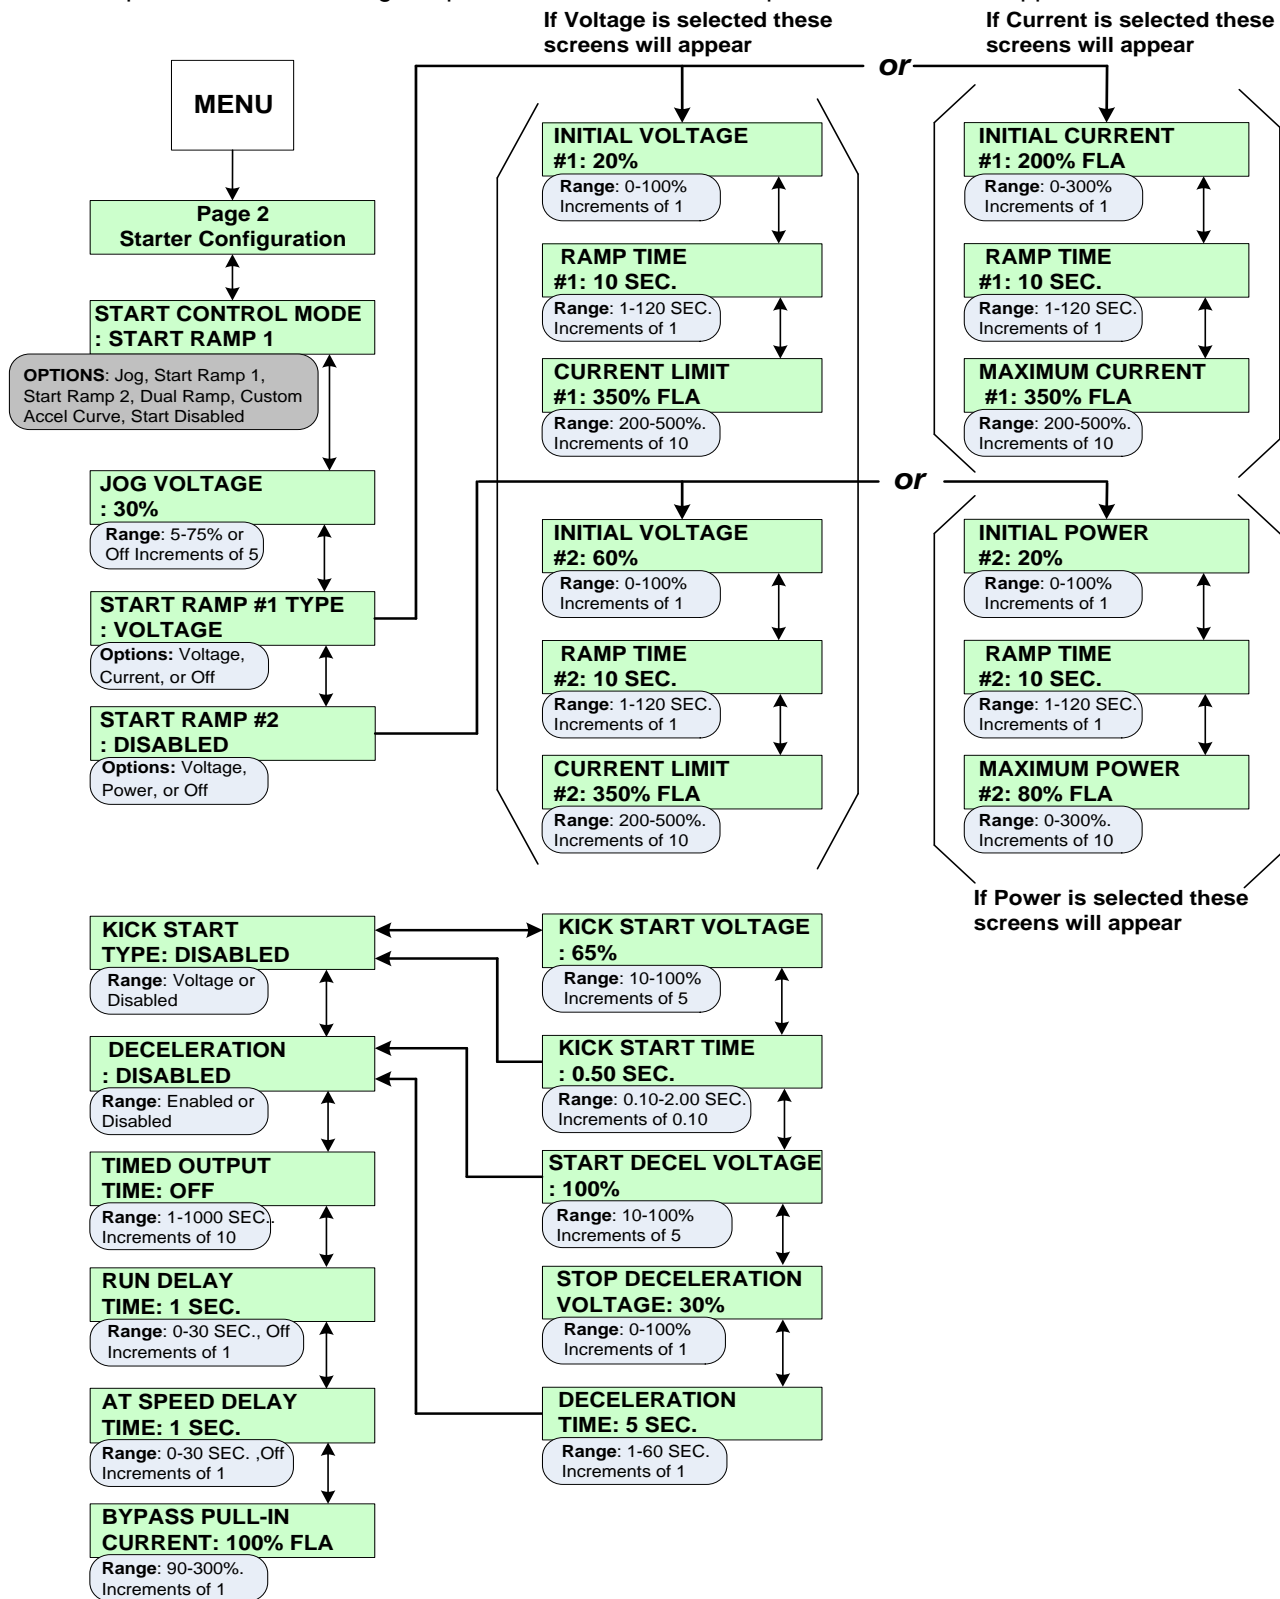 If Voltage is selected these
screens will appear
If Current is selected these
screens will appear
or
MENU
Page 2
Starter Configuration
START CONTROL MODE
: START RAMP 1
OPTIONS: Jog, Start Ramp 1,
Start Ramp 2, Dual Ramp, Custom
Accel Curve, Start Disabled
JOG VOLTAGE
: 30%
Range: 5-75% or
Off Increments of 5
START RAMP #1 TYPE
: VOLTAGE
Options: Voltage,
Current, or Off
START RAMP #2
: DISABLED
Options: Voltage,
Power, or Off
INITIAL VOLTAGE
#1: 20%
Range: 0-100%
Increments of 1
RAMP TIME
#1: 10 SEC.
Range: 1-120 SEC.
Increments of 1
CURRENT LIMIT
#1: 350% FLA
Range: 200-500%.
Increments of 10
INITIAL CURRENT
#1: 200% FLA
Range: 0-300%
Increments of 1
RAMP TIME
#1: 10 SEC.
Range: 1-120 SEC.
Increments of 1
MAXIMUM CURRENT
#1: 350% FLA
Range: 200-500%.
Increments of 10
or
INITIAL VOLTAGE
#2: 60%
Range: 0-100%
Increments of 1
RAMP TIME
#2: 10 SEC.
Range: 1-120 SEC.
Increments of 1
CURRENT LIMIT
#2: 350% FLA
Range: 200-500%.
Increments of 10
INITIAL POWER
#2: 20%
Range: 0-100%
Increments of 1
RAMP TIME
#2: 10 SEC.
Range: 1-120 SEC.
Increments of 1
MAXIMUM POWER
#2: 80% FLA
Range: 0-300%.
Increments of 10
If Power is selected these
screens will appear
KICK START
TYPE: DISABLED
Range: Voltage or
Disabled
DECELERATION
: DISABLED
Range: Enabled or
Disabled
TIMED OUTPUT
TIME: OFF
Range: 1-1000 SEC..
Increments of 10
RUN DELAY
TIME: 1 SEC.
Range: 0-30 SEC., Off
Increments of 1
AT SPEED DELAY
TIME: 1 SEC.
Range: 0-30 SEC. ,Off
Increments of 1
BYPASS PULL-IN
CURRENT: 100% FLA
Range: 90-300%.
Increments of 1
KICK START VOLTAGE
: 65%
Range: 10-100%
Increments of 5
KICK START TIME
: 0.50 SEC.
Range: 0.10-2.00 SEC.
Increments of 0.10
START DECEL VOLTAGE
: 100%
Range: 10-100%
Increments of 5
STOP DECELERATION
VOLTAGE: 30%
Range: 0-100%
Increments of 1
DECELERATION
TIME: 5 SEC.
Range: 1-60 SEC.
Increments of 1